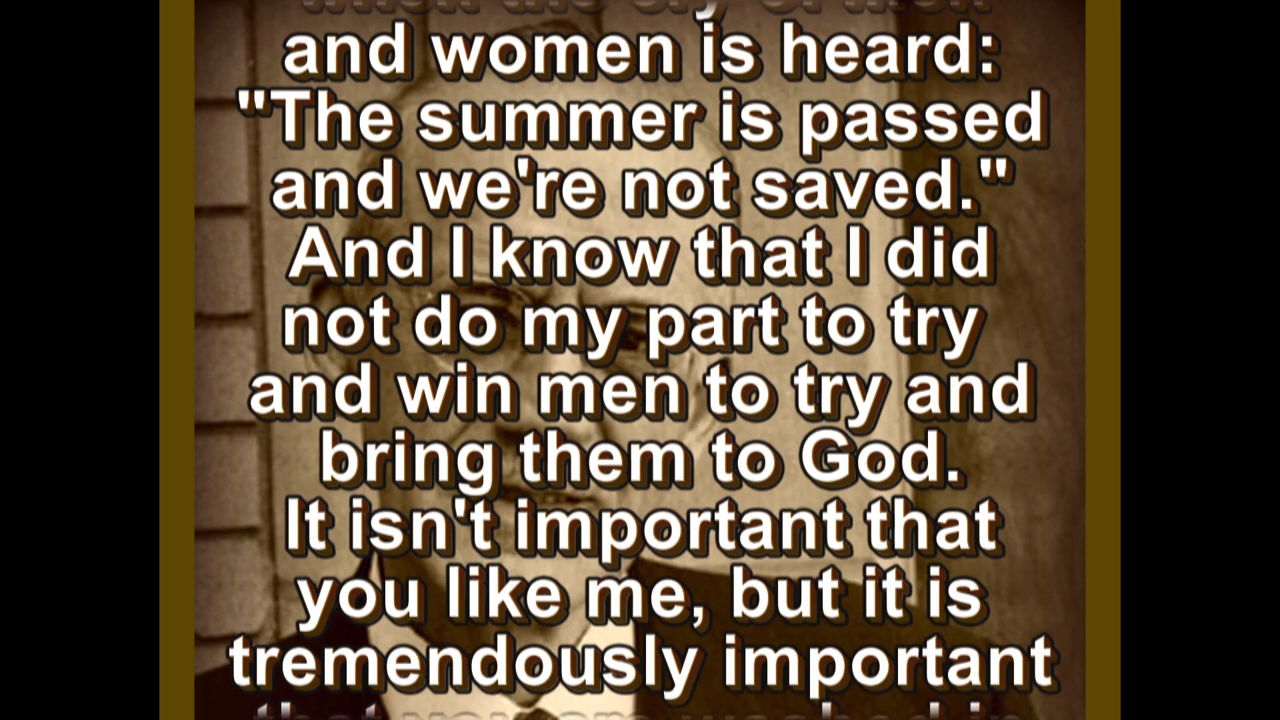 and women is heard:
"The summer is passed
and we're not saved."
And I know that I did
not do my part to try
and win men to try and
bring them to God.
It isn't important that
you like me, but it is
tremendously important